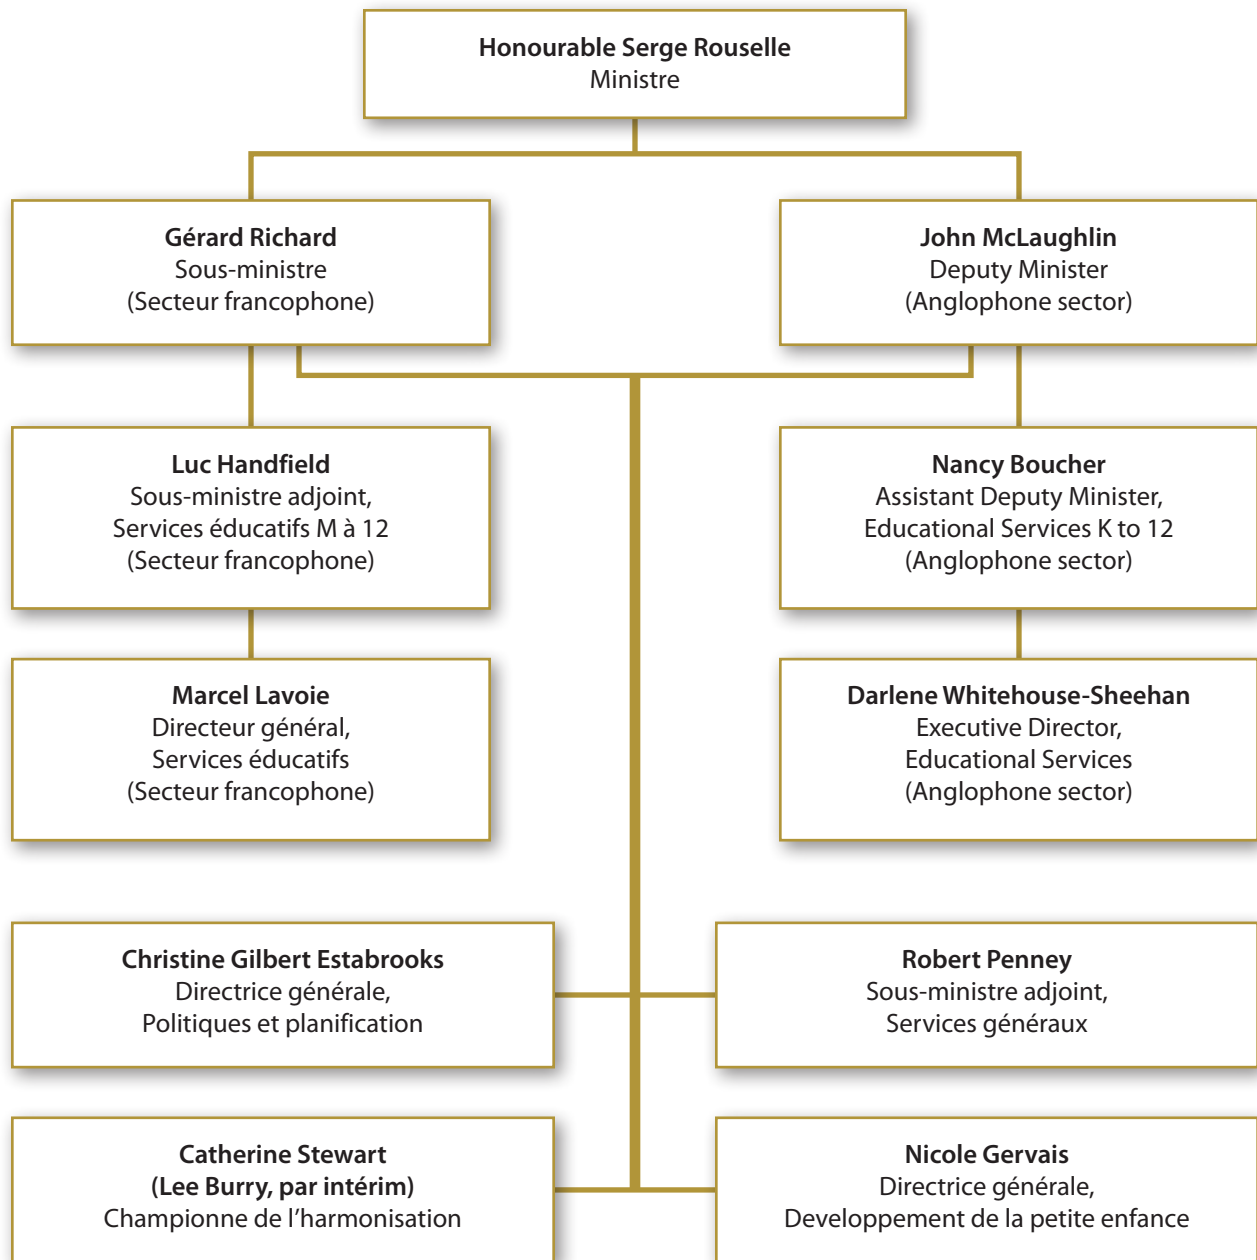 Honourable Serge Rouselle
Ministre
Gérard Richard
Sous-ministre
(Secteur francophone)
John McLaughlin
Deputy Minister
(Anglophone sector)
Luc Handfield
Sous-ministre adjoint,
Services éducatifs M à 12
(Secteur francophone)
Nancy Boucher
Assistant Deputy Minister,
Educational Services K to 12
(Anglophone sector)
Marcel Lavoie
Directeur général,
Services éducatifs
(Secteur francophone)
Darlene Whitehouse-Sheehan
Executive Director,
Educational Services
(Anglophone sector)
Christine Gilbert Estabrooks
Directrice générale,
Politiques et planification
Robert Penney
Sous-ministre adjoint,
Services généraux
Catherine Stewart
(Lee Burry, par intérim)
Championne de l’harmonisation
Nicole Gervais
Directrice générale,
Developpement de la petite enfance